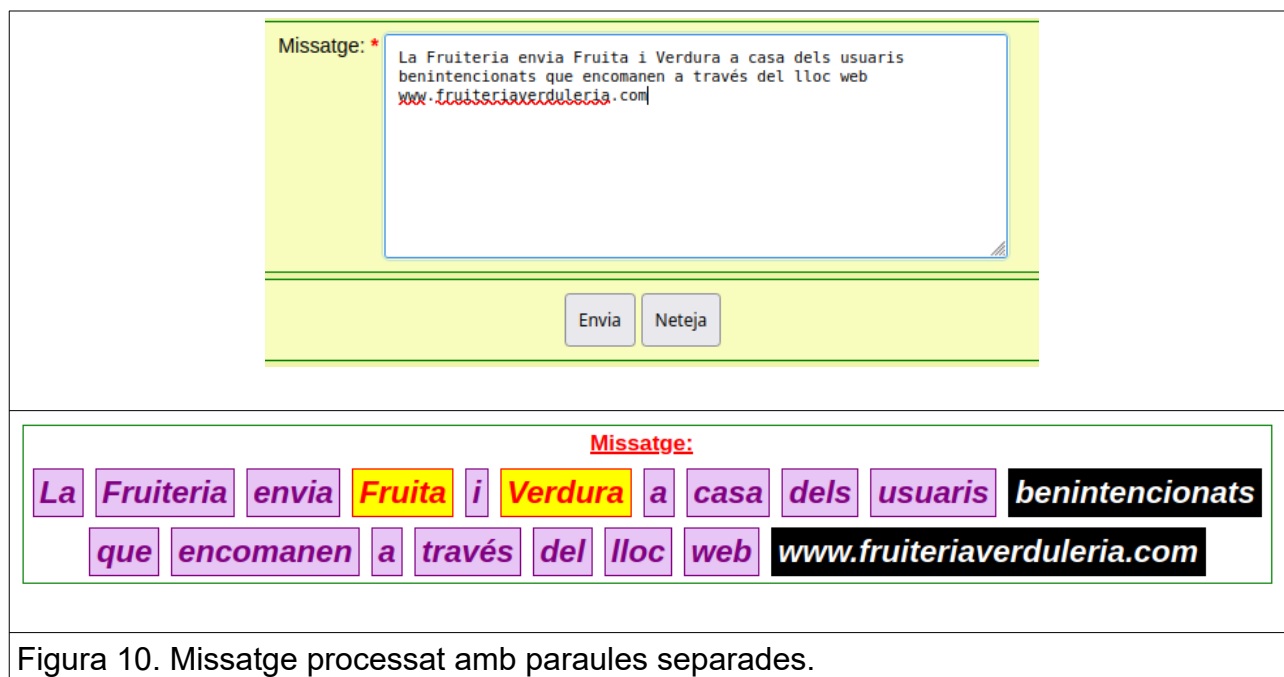 Missatge: *
La Fruiteria envia Fruita i Verdura a casa dels usuaris
benintencionats que encomanen a través del lloc web
www.fruiteriaverduleria.com
Envia Neteja
Missatge:
La Fruiteria envia Fruita i Verdura a casa dels usuaris benintencionats
que encomanen a través del lloc web www.fruiteriaverduleria.com
Figura 10. Missatge processat amb paraules separades.